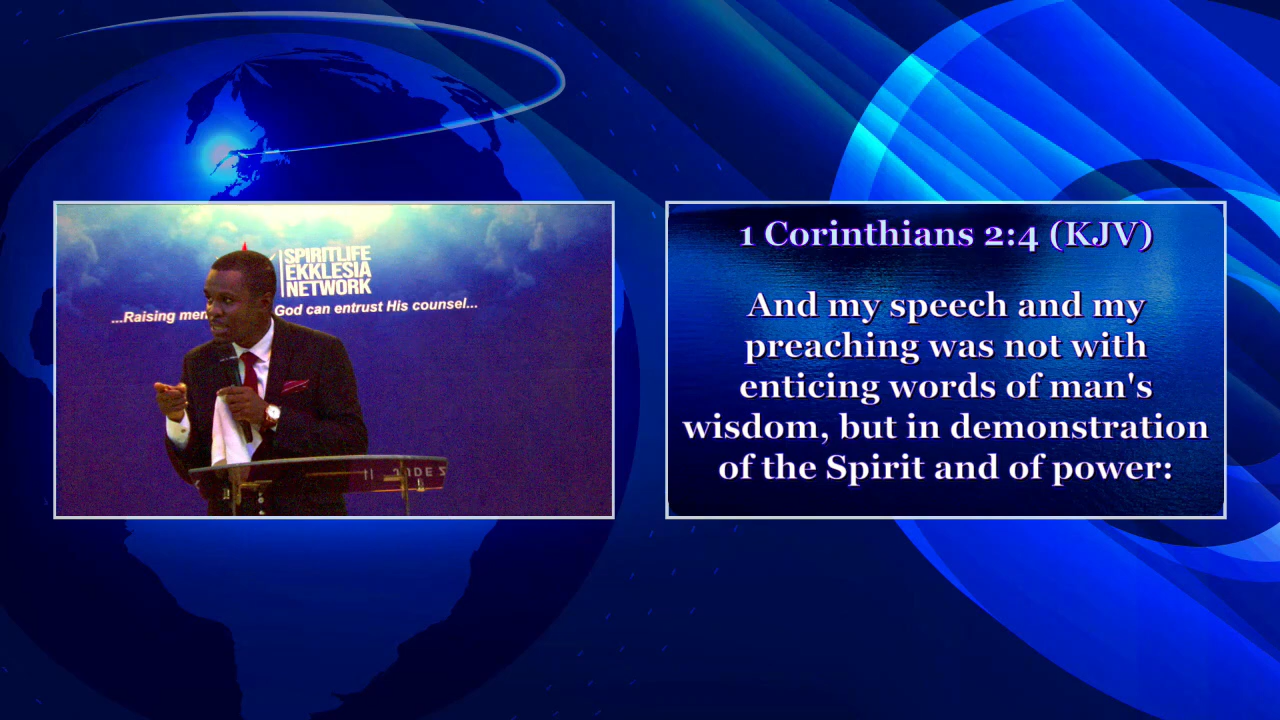 SPIRITLIFE
EKKLESIA
NETWORK
...Raising men God can entrust His counsel...
1 Corinthians 2:4 (KJV)
And my speech and my
preaching was not with
enticing words of man's
wisdom, but in demonstration
of the Spirit and of power: